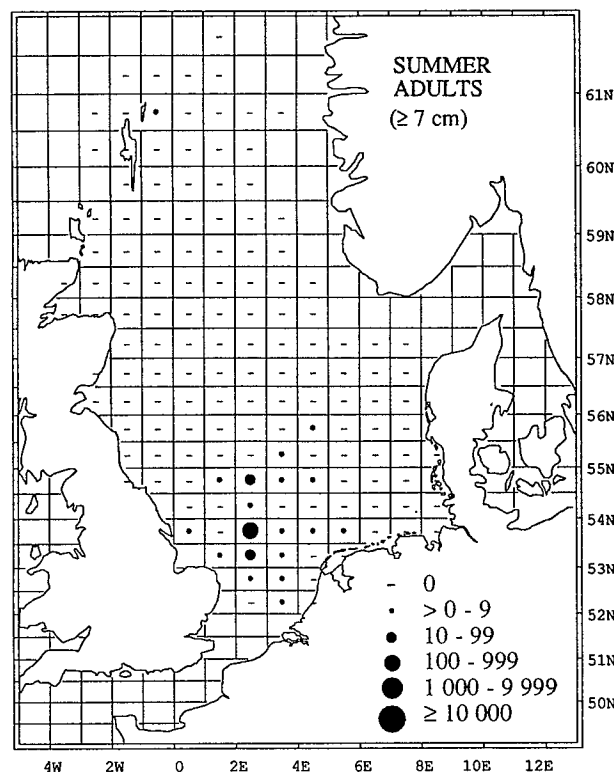 SUMMER
ADULTS
(≥ 7 cm)
61N
60N
59N
58N
57N
56N
55N
54N
53N
52N
51N
50N
- 0
> 0 - 9
10 - 99
100 - 999
1 000 - 9 999
≥ 10 000
4W 2W 0 2E 4E 6E 8E 10E 12E